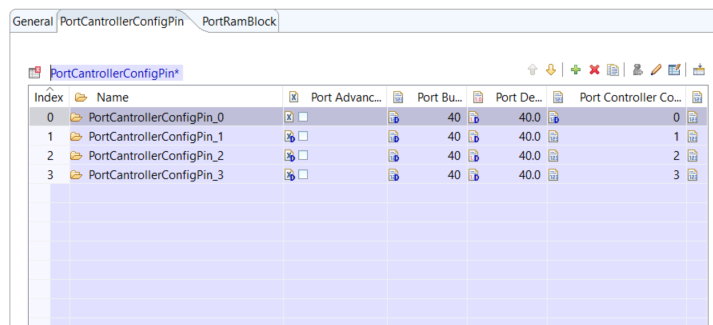 General PortCantrollerConfigPin PortRamBlock
PortCantrollerConfigPin*
Index Name Port Advanc... Port Bu... Port De... Port Controller Co...
0 PortCantrollerConfigPin_0 40 40.0 0
1 PortCantrollerConfigPin_1 40 40.0 1
2 PortCantrollerConfigPin_2 40 40.0 2
3 PortCantrollerConfigPin_3 40 40.0 3